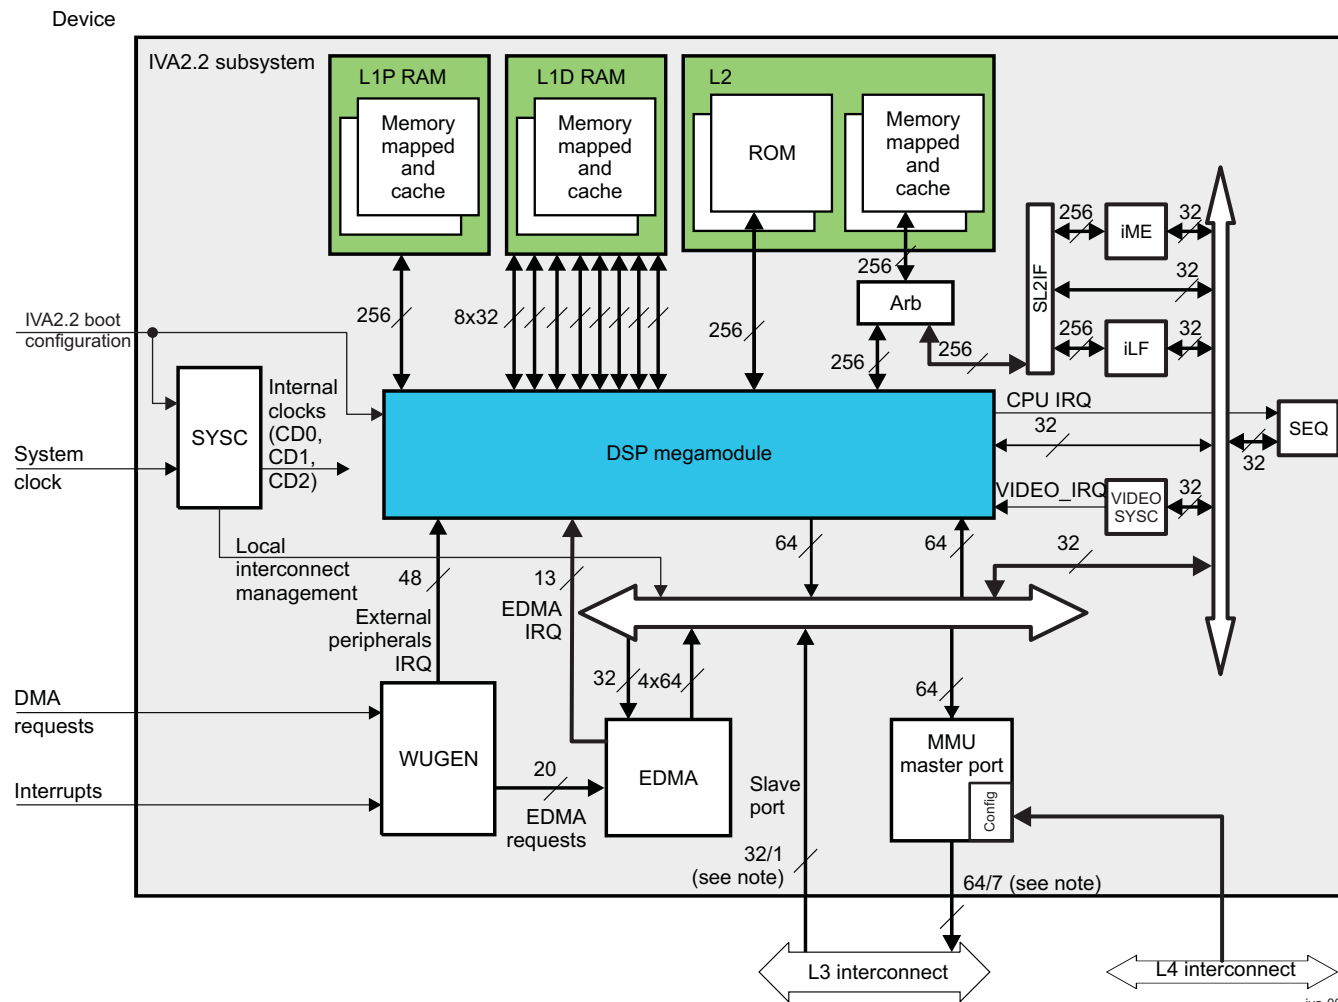 Device
IVA2.2 subsystem
L1P RAM
Memory
mapped
and
cache
L1D RAM
Memory
mapped
and
cache
L2
ROM
Memory
mapped
and
cache
256
8x32
256
256
Arb
256
256
SL2IF
256
iME
32
32
256
iLF
32
IVA2.2 boot
configuration
SYSC
Internal
clocks
(CD0,
CD1,
CD2)
System
clock
DSP megamodule
CPU IRQ
32
SEQ
32
VIDEO_IRQ
VIDEO
SYSC
32
Local
interconnect
management
48
External
peripherals
IRQ
13
EDMA
IRQ
64
64
32
32
4x64
64
DMA
requests
Interrupts
WUGEN
20
EDMA
requests
EDMA
Slave
port
MMU
master port
Config
32/1
(see note)
64/7 (see note)
L3 interconnect
L4 interconnect